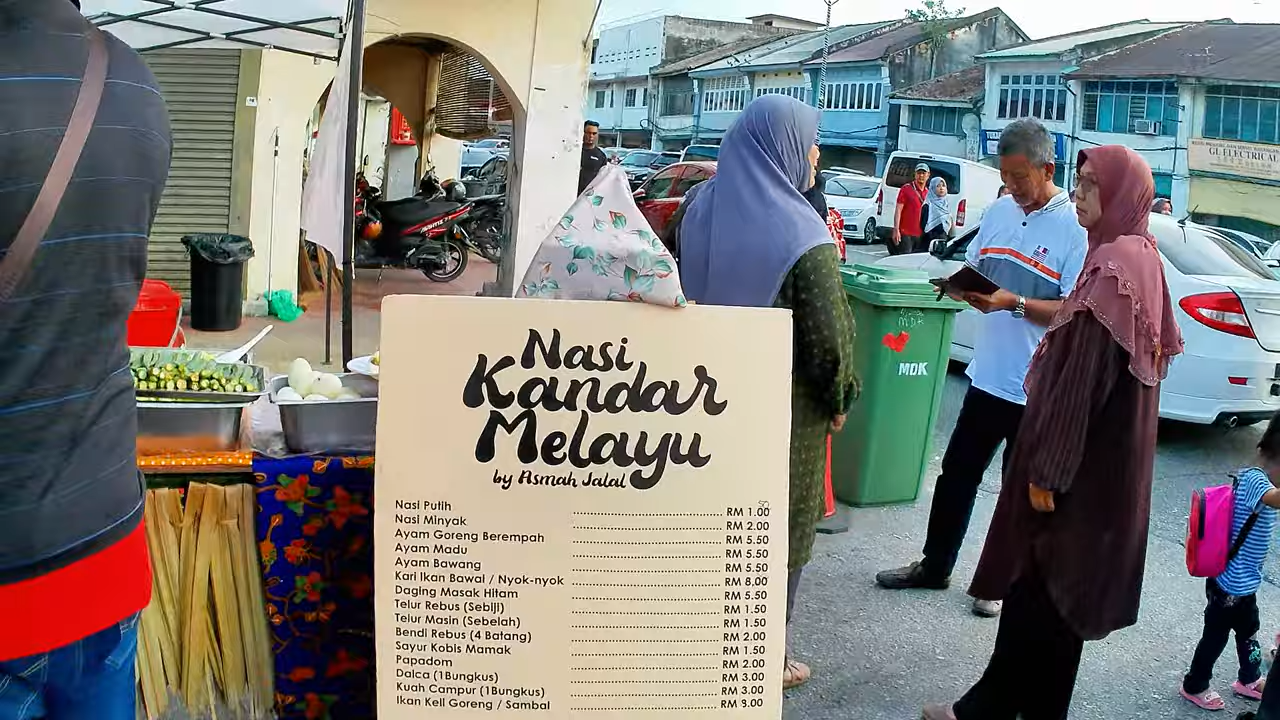 Nasi
Kandar
Melayu
by Asmah Jalal
Nasi Putih ........ RM 1.00 50
Nasi Minyak ........ RM 2.00
Ayam Goreng Berempah ........ RM 5.50
Ayam Madu ........ RM 5.50
Ayam Bawang ........ RM 5.50
Kari Ikan Bawal / Nyok-nyok ........ RM 8.00
Daging Masak Hitam ........ RM 5.50
Telur Rebus (Sebiji) ........ RM 1.50
Telur Masin (Sebelah) ........ RM 1.50
Bendi Rebus (4 Batang) ........ RM 2.00
Sayur Kobis Mamak ........ RM 1.50
Papadom ........ RM 2.00
Dalca (1Bungkus) ........ RM 3.00
Kuah Campur (1Bungkus) ........ RM 3.00
Ikan Keli Goreng / Sambal ........ RM 3.00
MDK
MDK
GL ELECTRICAL